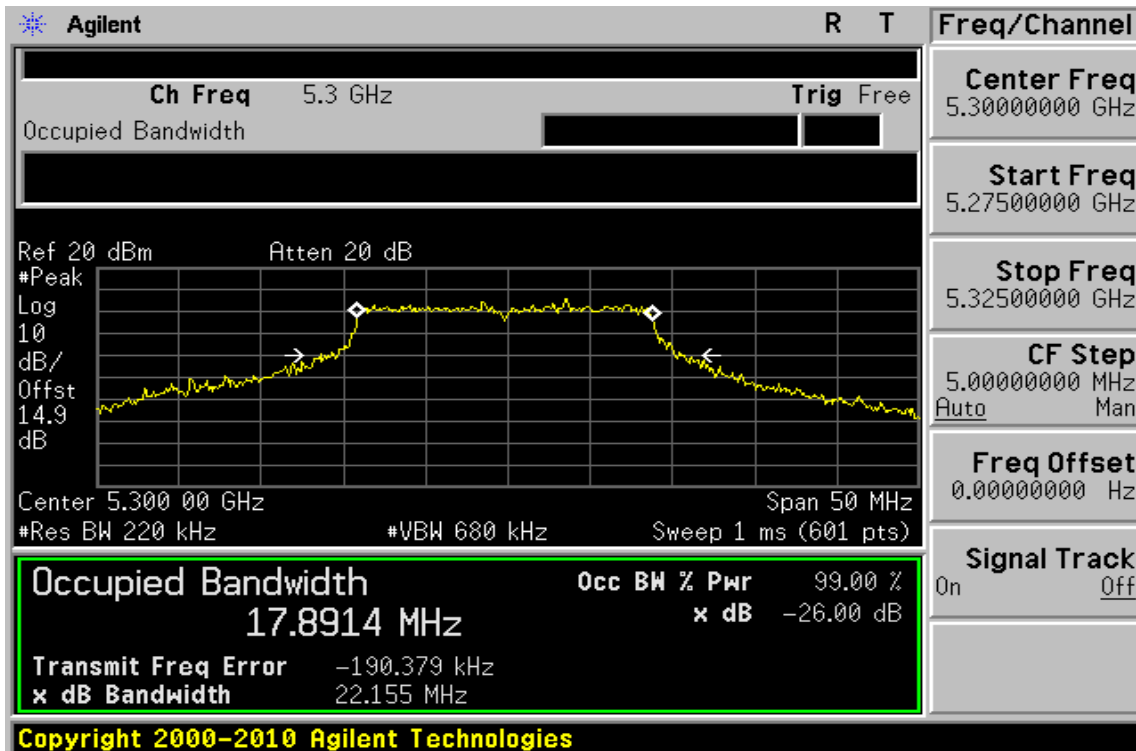 Agilent R T
Ch Freq 5.3 GHz Trig Free
Occupied Bandwidth
Ref 20 dBm Atten 20 dB
#Peak
Log
10
dB/
Offst
14.9
dB
Center 5.300 00 GHz Span 50 MHz
#Res BW 220 kHz #VBW 680 kHz Sweep 1 ms (601 pts)
Occupied Bandwidth Occ BW % Pwr 99.00 %
17.8914 MHz x dB -26.00 dB
Transmit Freq Error -190.379 kHz
x dB Bandwidth 22.155 MHz
Copyright 2000-2010 Agilent Technologies
Freq/Channel
Center Freq
5.30000000 GHz
Start Freq
5.27500000 GHz
Stop Freq
5.32500000 GHz
CF Step
5.00000000 MHz
Auto Man
Freq Offset
0.00000000 Hz
Signal Track
On Off